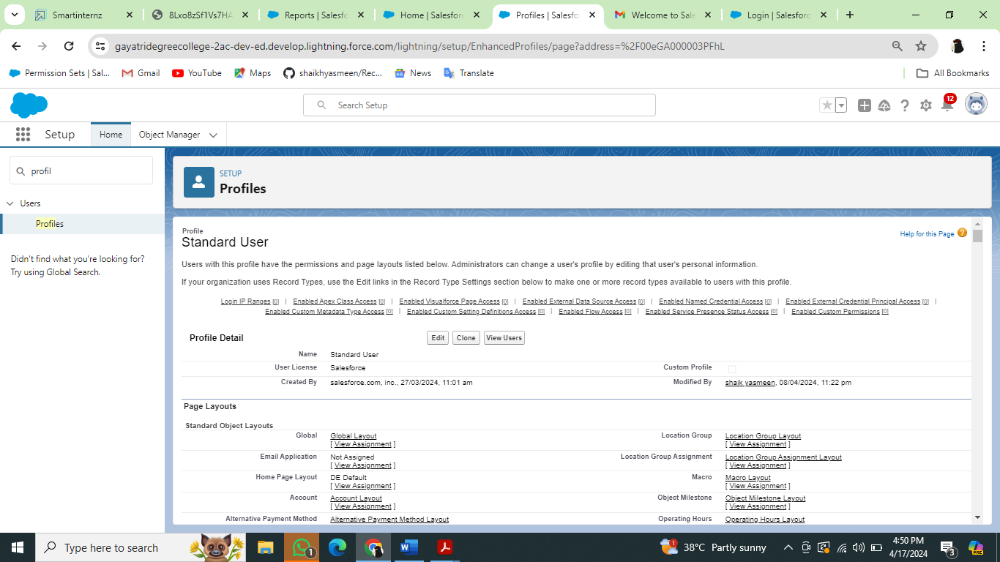 Smartinternz
8Lxo8zSf1Vs7HA
Reports | Salesfo
Home | Salesforc
Profiles | Salesfo
Welcome to Sale
Login | Salesforc
gayatridegreecollege-2ac-dev-ed.develop.lightning.force.com/lightning/setup/EnhancedProfiles/page?address=%2F00eGA000003PFhL
Permission Sets | Sal...
Gmail
YouTube
Maps
shaikhyasmeen/Rec...
News
Translate
All Bookmarks
Search Setup
12
Setup
Home
Object Manager
profil
Users
Profiles
Didn't find what you're looking for?
Try using Global Search.
SETUP
Profiles
Profile
Standard User
Help for this Page
Users with this profile have the permissions and page layouts listed below. Administrators can change a user's profile by editing that user's personal information.
If your organization uses Record Types, use the Edit links in the Record Type Settings section below to make one or more record types available to users with this profile.
Login IP Ranges [0] | Enabled Apex Class Access [0] | Enabled Visualforce Page Access [0] | Enabled External Data Source Access [0] | Enabled Named Credential Access [0] | Enabled External Credential Principal Access [0] |
Enabled Custom Metadata Type Access [0] | Enabled Custom Setting Definitions Access [0] | Enabled Flow Access [0] | Enabled Service Presence Status Access [0] | Enabled Custom Permissions [0]
Profile Detail
Edit
Clone
View Users
Name Standard User
User License Salesforce
Custom Profile
Created By salesforce.com, inc., 27/03/2024, 11:01 am
Modified By shaik yasmeen, 08/04/2024, 11:22 pm
Page Layouts
Standard Object Layouts
Global Global Layout
[ View Assignment ]
Location Group Location Group Layout
[ View Assignment ]
Email Application Not Assigned
[ View Assignment ]
Location Group Assignment Location Group Assignment Layout
[ View Assignment ]
Home Page Layout DE Default
[ View Assignment ]
Macro Macro Layout
[ View Assignment ]
Account Account Layout
[ View Assignment ]
Object Milestone Object Milestone Layout
[ View Assignment ]
Alternative Payment Method Alternative Payment Method Layout
Operating Hours Operating Hours Layout
Type here to search
1
1
38°C Partly sunny
4:50 PM
4/17/2024
3
PRE